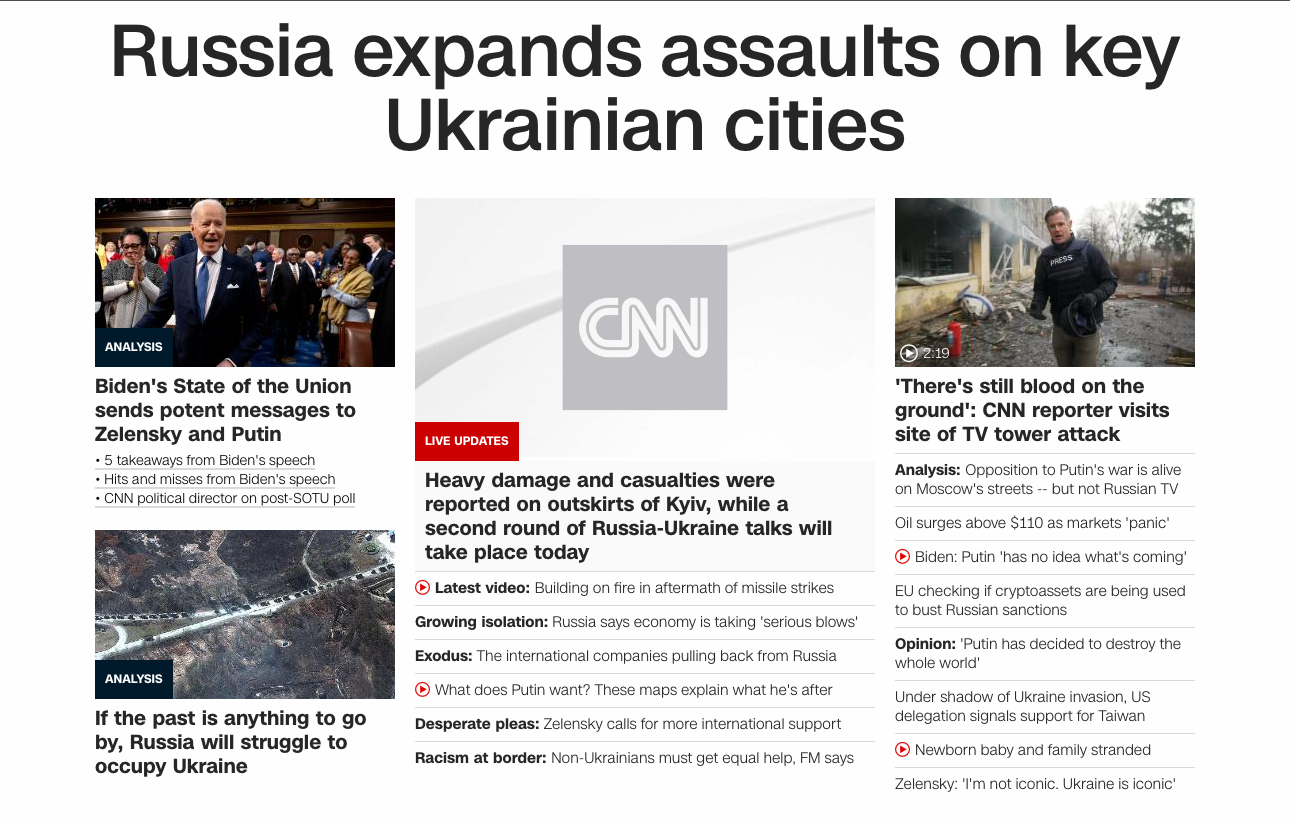 Russia expands assaults on key
Ukrainian cities
ANALYSIS
Biden's State of the Union
sends potent messages to
Zelensky and Putin
• 5 takeaways from Biden's speech
• Hits and misses from Biden's speech
• CNN political director on post-SOTU poll
ANALYSIS
If the past is anything to go
by, Russia will struggle to
occupy Ukraine
CNN
LIVE UPDATES
Heavy damage and casualties were
reported on outskirts of Kyiv, while a
second round of Russia-Ukraine talks will
take place today
Latest video: Building on fire in aftermath of missile strikes
Growing isolation: Russia says economy is taking 'serious blows'
Exodus: The international companies pulling back from Russia
What does Putin want? These maps explain what he's after
Desperate pleas: Zelensky calls for more international support
Racism at border: Non-Ukrainians must get equal help, FM says
PRESS
2:19
'There's still blood on the
ground': CNN reporter visits
site of TV tower attack
Analysis: Opposition to Putin's war is alive
on Moscow's streets -- but not Russian TV
Oil surges above $110 as markets 'panic'
Biden: Putin 'has no idea what's coming'
EU checking if cryptoassets are being used
to bust Russian sanctions
Opinion: 'Putin has decided to destroy the
whole world'
Under shadow of Ukraine invasion, US
delegation signals support for Taiwan
Newborn baby and family stranded
Zelensky: 'I'm not iconic. Ukraine is iconic'